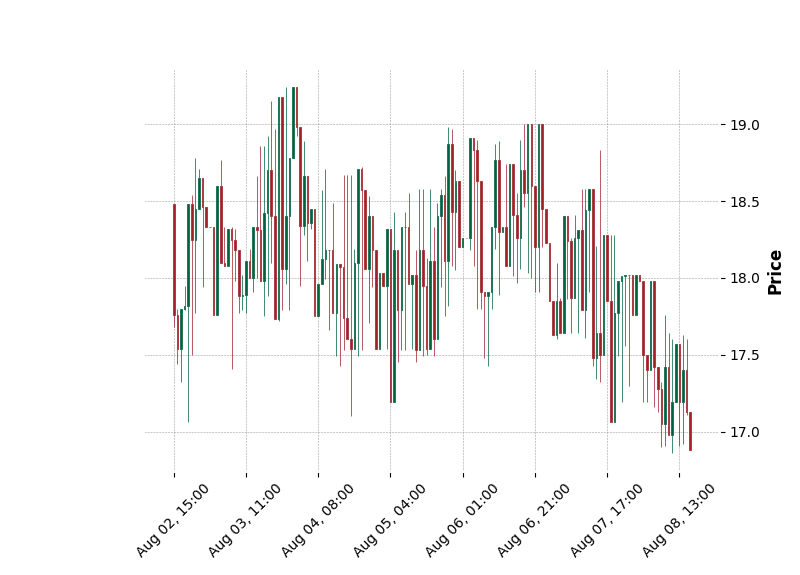 19.0
18.5
18.0
17.5
17.0
Price
Aug 02, 15:00
Aug 03, 11:00
Aug 04, 08:00
Aug 05, 04:00
Aug 06, 01:00
Aug 06, 21:00
Aug 07, 17:00
Aug 08, 13:00